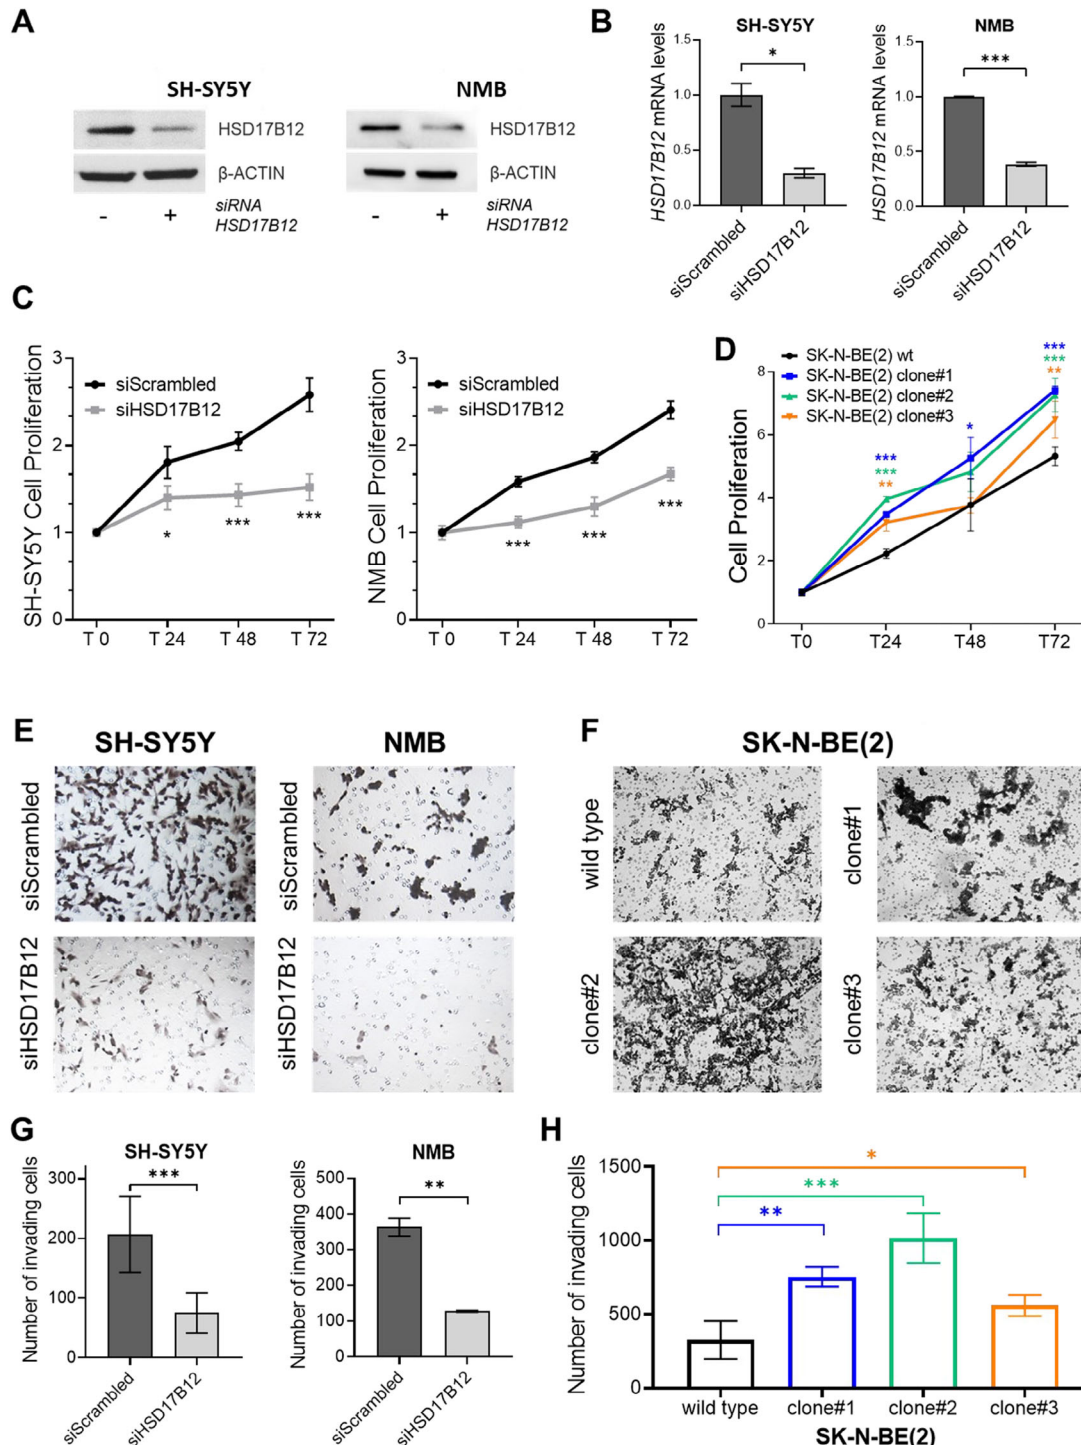 A
SH-SY5Y
NMB
HSD17B12
HSD17B12
β-ACTIN
β-ACTIN
- + siRNA HSD17B12
- + siRNA HSD17B12
B
SH-SY5Y
HSD17B12 mRNA levels
1.5
1.0
0.5
0.0
*
siScrambled
siHSD17B12
NMB
HSD17B12 mRNA levels
1.5
1.0
0.5
0.0
***
siScrambled
siHSD17B12
C
SH-SY5Y Cell Proliferation
3
2
1
0
siScrambled
siHSD17B12
*
***
***
T 0
T 24
T 48
T 72
NMB Cell Proliferation
3
2
1
0
siScrambled
siHSD17B12
***
***
***
T 0
T 24
T 48
T 72
D
Cell Proliferation
8
6
4
2
0
SK-N-BE(2) wt
SK-N-BE(2) clone#1
SK-N-BE(2) clone#2
SK-N-BE(2) clone#3
***
***
**
*
***
***
**
T0
T24
T48
T72
E
SH-SY5Y
NMB
siScrambled
siScrambled
siHSD17B12
siHSD17B12
F
SK-N-BE(2)
wild type
clone#1
clone#2
clone#3
G
SH-SY5Y
Number of invading cells
300
200
100
0
***
siScrambled
siHSD17B12
NMB
Number of invading cells
500
400
300
200
100
0
**
siScrambled
siHSD17B12
H
Number of invading cells
1500
1000
500
0
*
***
**
wild type
clone#1
clone#2
clone#3
SK-N-BE(2)